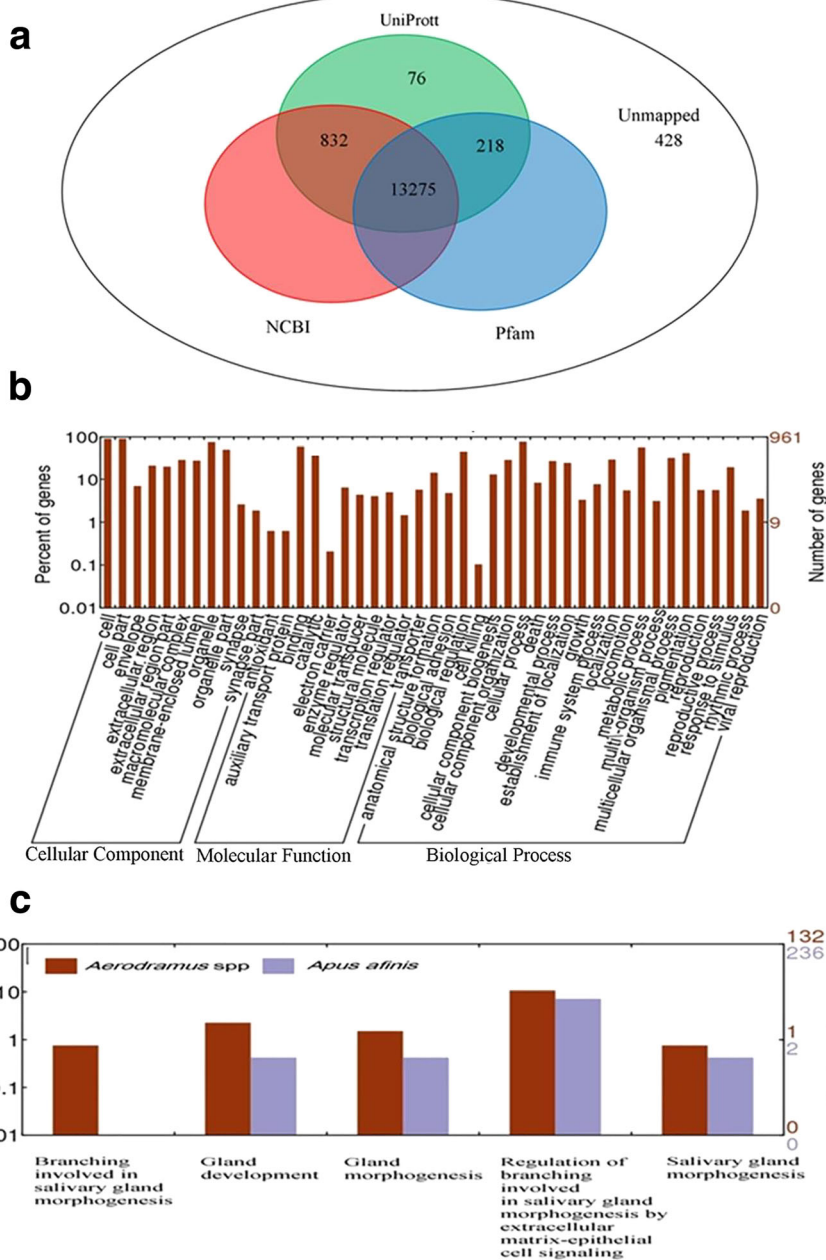 a
UniPrott
76
Unmapped
428
832
218
13275
NCBI
Pfam
b
Percent of genes
100
10
1
0.1
0.01
961
9
0
Number of genes
cell
cell part
envelope
extracellular region
extracellular region part
macromolecular complex
membrane-enclosed lumen
organelle
organelle part
synapse
synapse part
antioxidant
auxiliary transport protein
binding
catalytic
electron carrier
enzyme regulator
molecular transducer
structural molecule
transcription regulator
translation regulator
transporter
anatomical structure formation
biological adhesion
biological regulation
cell killing
cellular component biogenesis
cellular component organization
cellular process
death
developmental process
establishment of localization
growth
immune system process
localization
locomotion
metabolic process
multi-organism process
multicellular organismal process
pigmentation
reproduction
reproductive process
response to stimulus
rhythmic process
viral reproduction
Cellular Component
Molecular Function
Biological Process
c
00
10
1
.1
01
Aerodramus spp
Apus afinis
132
236
1
2
0
0
Branching
involved in
salivary gland
morphogenesis
Gland
development
Gland
morphogenesis
Regulation of
branching
involved
in salivary gland
morphogenesis by
extracellular
matrix-epithelial
cell signaling
Salivary gland
morphogenesis